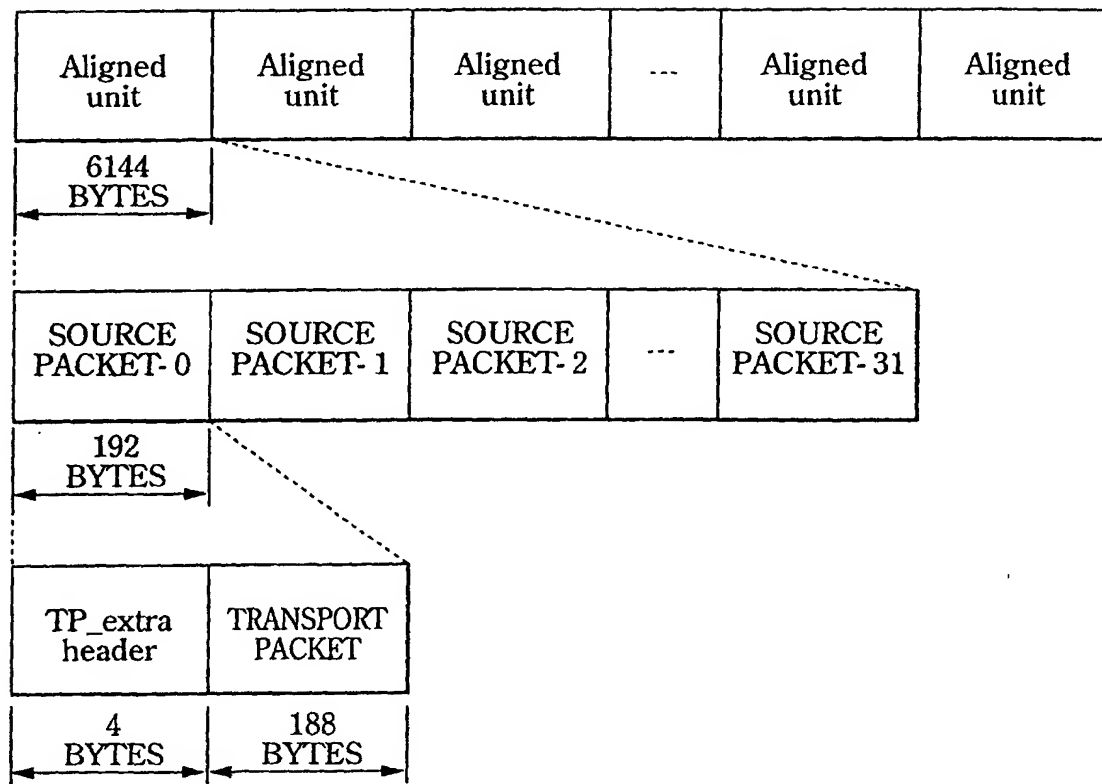 Aligned unit
Aligned unit
Aligned unit
---
Aligned unit
Aligned unit
6144
BYTES
SOURCE PACKET- 0
SOURCE PACKET- 1
SOURCE PACKET- 2
---
SOURCE PACKET- 31
192
BYTES
TP_extra header
TRANSPORT PACKET
4
BYTES
188
BYTES